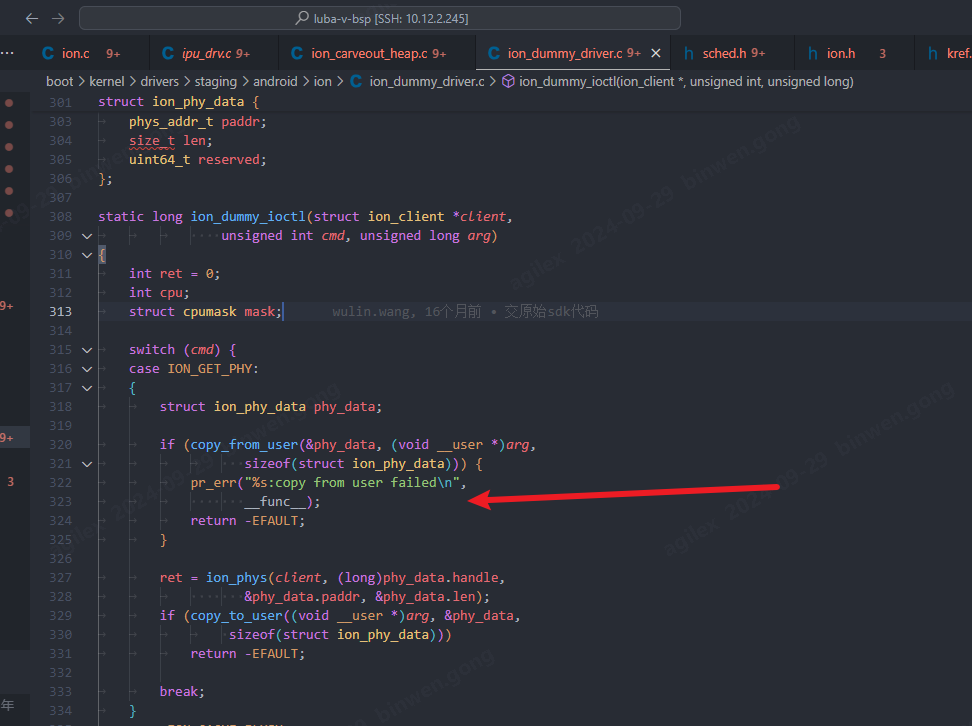 luba-v-bsp [SSH: 10.12.2.245]
ion.c 9+ ipu_drv.c 9+ ion_carveout_heap.c 9+ ion_dummy_driver.c 9+ sched.h 9+ ion.h 3 kref.
boot > kernel > drivers > staging > android > ion > C ion_dummy_driver.c > ion_dummy_ioctl(ion_client *, unsigned int, unsigned long)
301 struct ion_phy_data {
303 phys_addr_t paddr;
304 size_t len;
305 uint64_t reserved;
306 };
307
308 static long ion_dummy_ioctl(struct ion_client *client,
309 unsigned int cmd, unsigned long arg)
310 {
311 int ret = 0;
312 int cpu;
313 struct cpumask mask; wulin.wang, 16个月前 • 交原始sdk代码
314
315 switch (cmd) {
316 case ION_GET_PHY:
317 {
318 struct ion_phy_data phy_data;
319
320 if (copy_from_user(&phy_data, (void __user *)arg,
321 sizeof(struct ion_phy_data))) {
322 pr_err("%s:copy from user failed\n",
323 __func__);
324 return -EFAULT;
325 }
326
327 ret = ion_phys(client, (long)phy_data.handle,
328 &phy_data.paddr, &phy_data.len);
329 if (copy_to_user((void __user *)arg, &phy_data,
330 sizeof(struct ion_phy_data)))
331 return -EFAULT;
332
333 break;
334 }
9+
9+
3
年
agilex 2024-09-29 binwen.gong